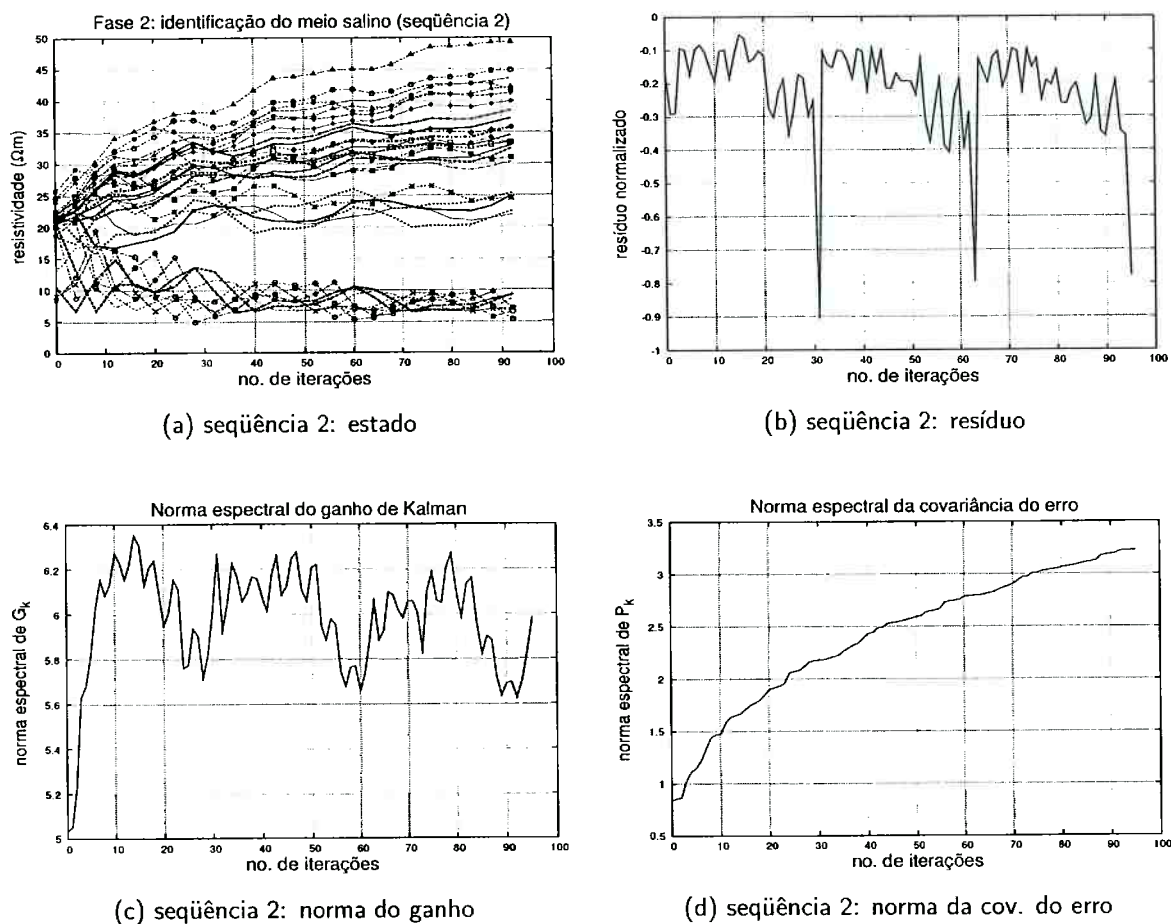 Fase 2: identificação do meio salino (seqüência 2)
resistividade (Ωm)
50
45
40
35
30
25
20
15
10
5
0
0 10 20 30 40 50 60 70 80 90 100
no. de iterações
(a) seqüência 2: estado
resíduo normalizado
0
-0.1
-0.2
-0.3
-0.4
-0.5
-0.6
-0.7
-0.8
-0.9
-1
0 10 20 30 40 50 60 70 80 90 100
no. de iterações
(b) seqüência 2: resíduo
Norma espectral do ganho de Kalman
norma espectral de Gk
6.4
6.2
6
5.8
5.6
5.4
5.2
5
0 10 20 30 40 50 60 70 80 90 100
no. de iterações
(c) seqüência 2: norma do ganho
Norma espectral da covariância do erro
norma espectral de Pk
3.5
3
2.5
2
1.5
1
0.5
0 10 20 30 40 50 60 70 80 90 100
no. de iterações
(d) seqüência 2: norma da cov. do erro